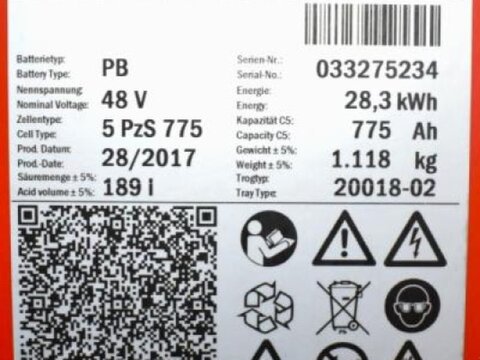 Batterietyp:
Battery Type: PB
Nennspannung:
Nominal Voltage: 48 V
Zellentype:
Cell Type: 5 PzS 775
Prod. Datum:
Prod.-Date: 28/2017
Säuremenge ± 5%:
Acid volume ± 5%: 189 l
Serien-Nr.:
Serial-No.: 033275234
Energie:
Energy: 28,3 kWh
Kapazität C5:
Capacity C5: 775 Ah
Gewicht ± 5%:
Weight ± 5%: 1.118 kg
Trogtyp:
Tray Type: 20018-02